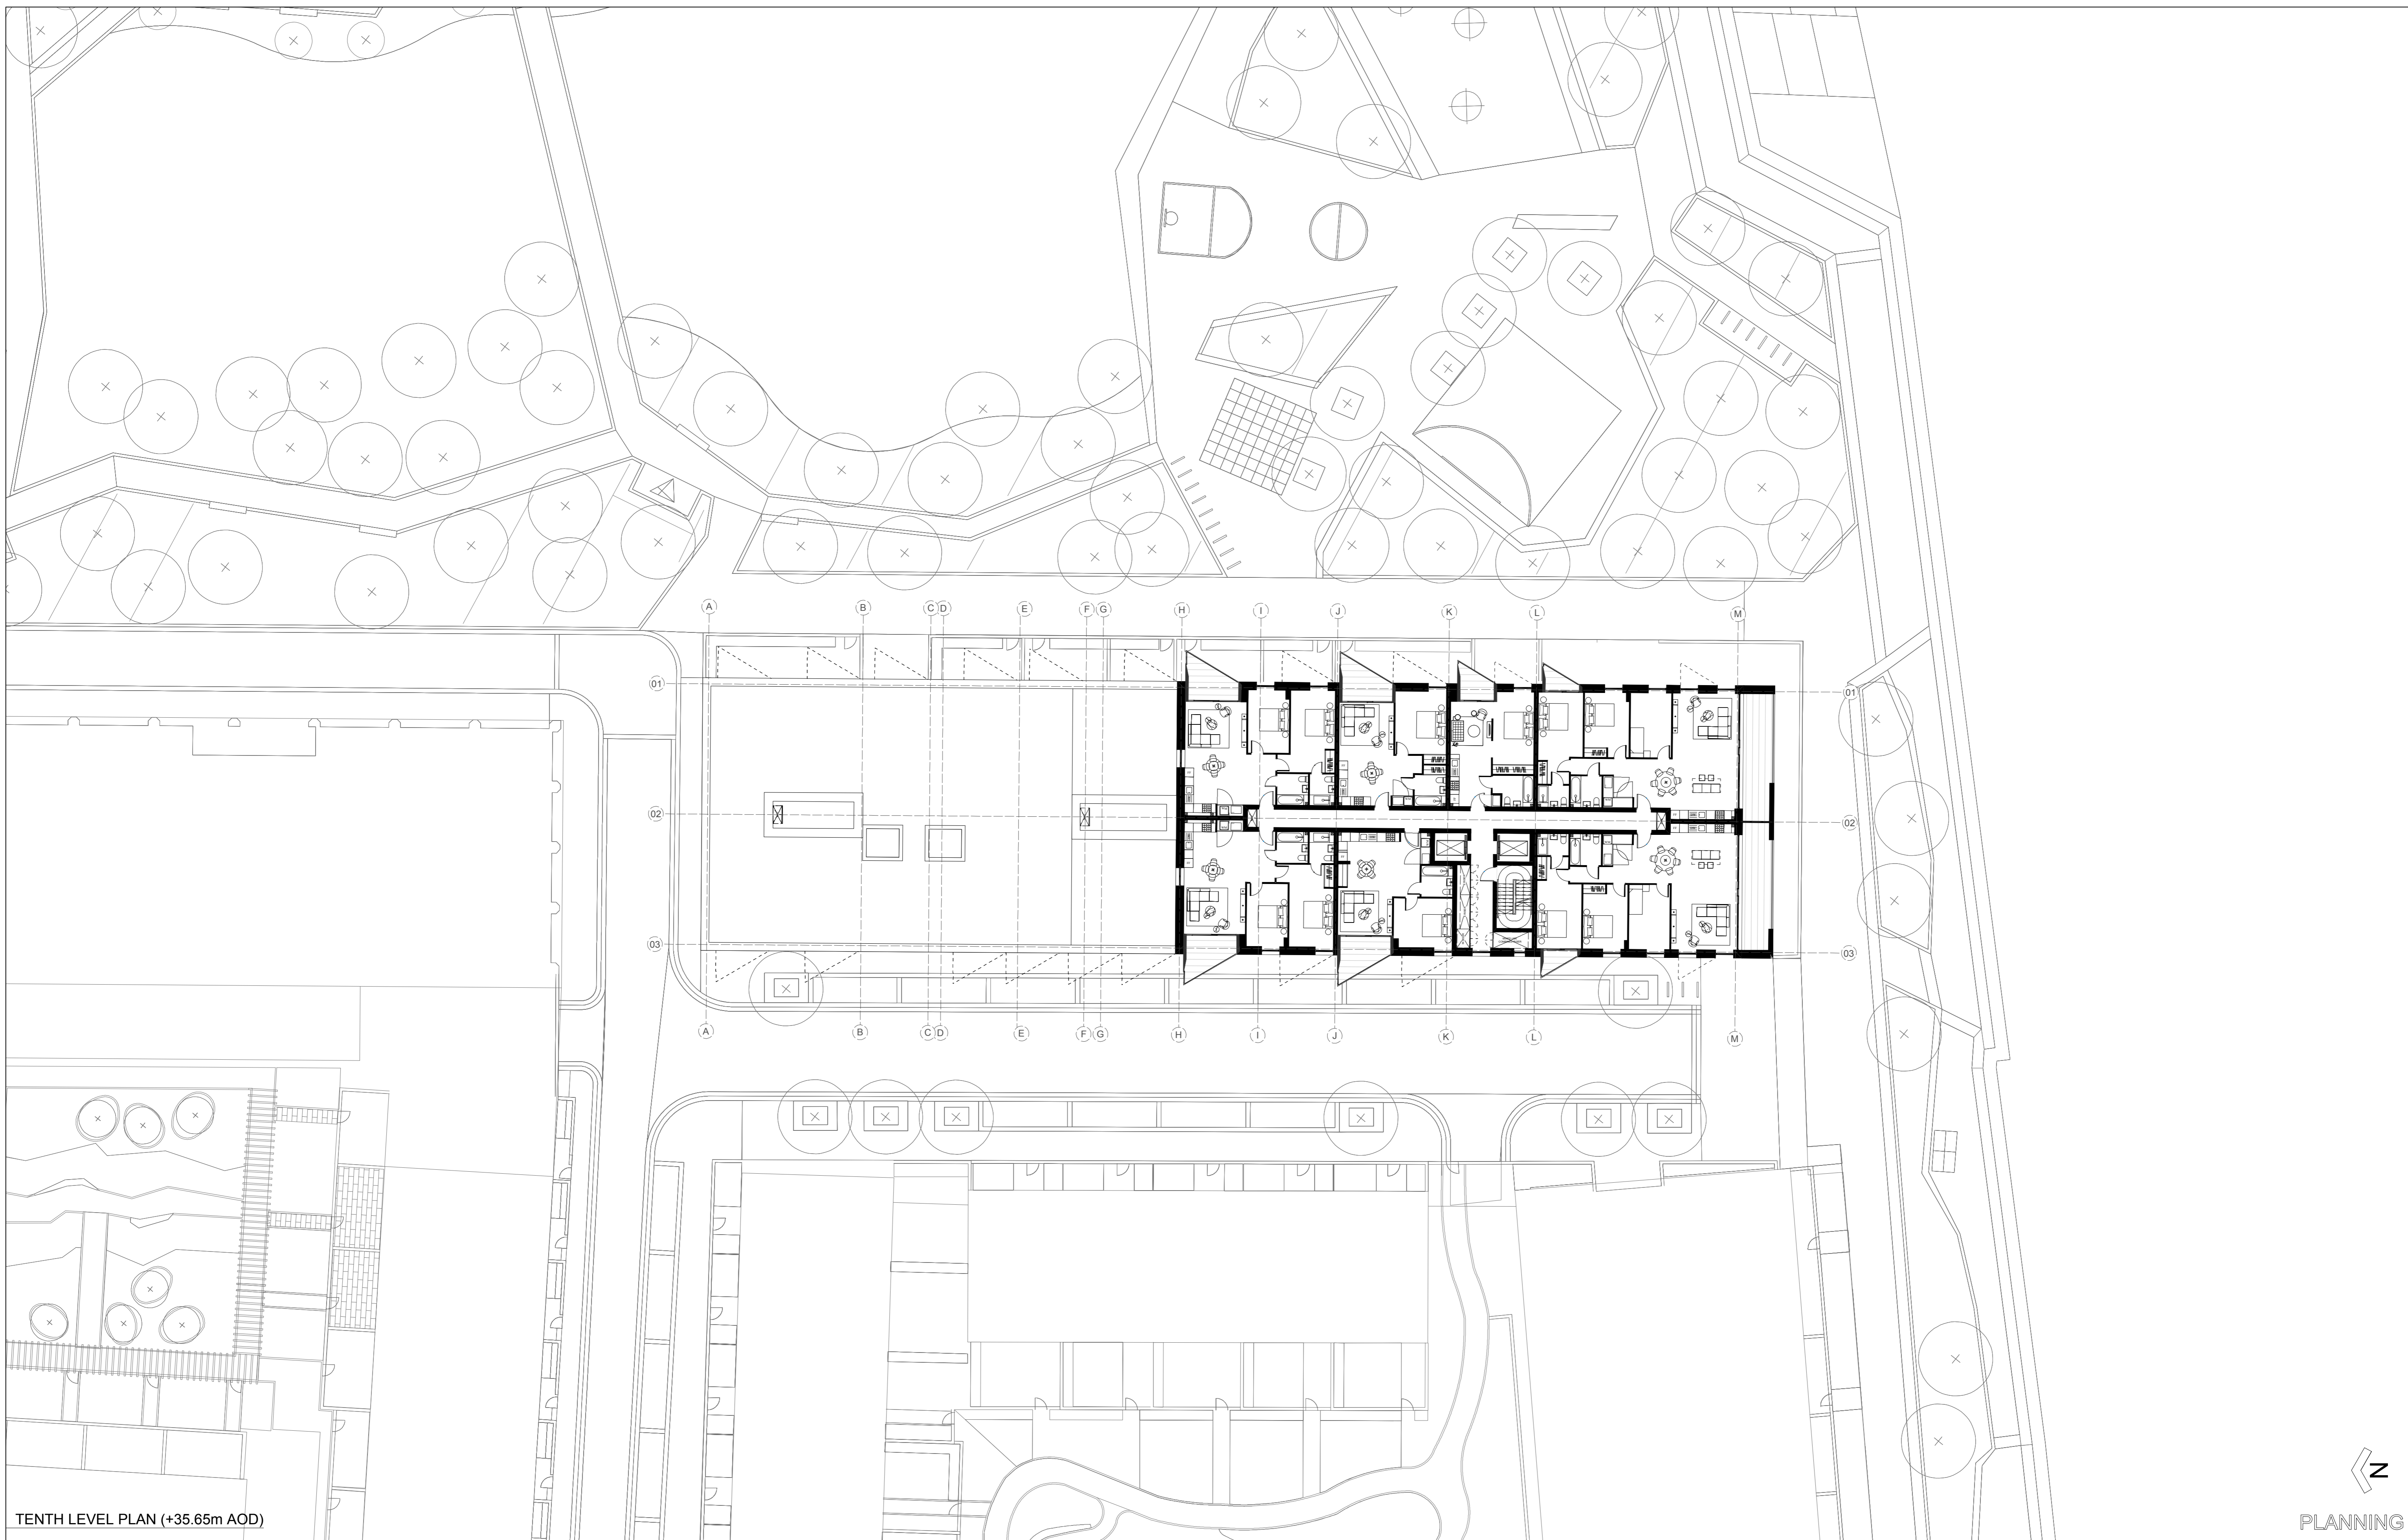 A B C D E F G H I J K L M
01 01
02 02
03 03
A B C D E F G H I J K L M
N
TENTH LEVEL PLAN (+35.65m AOD)
PLANNING